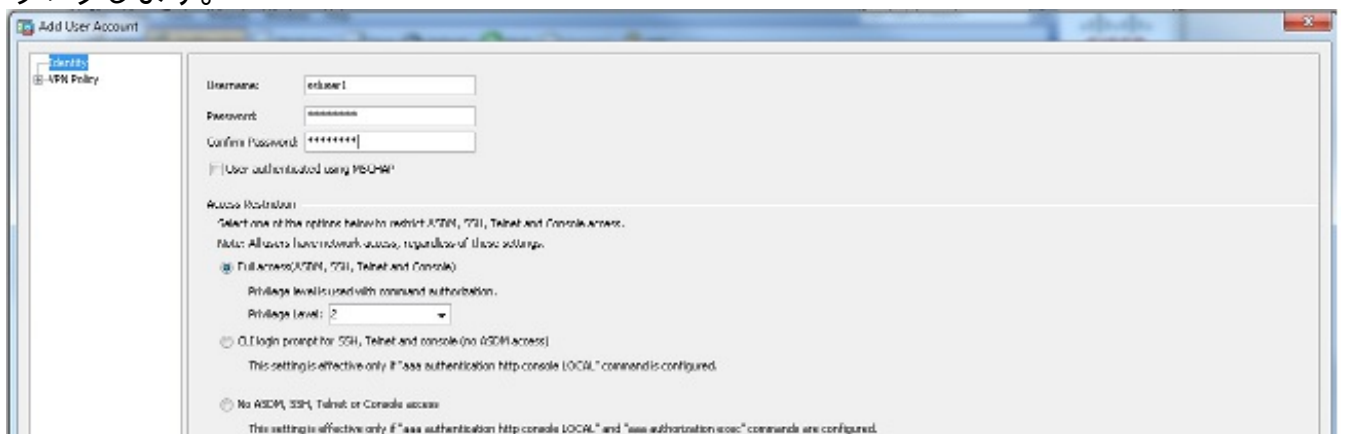 す。
Add User Account
Identity
VPN Policy
Username:
Password: ********
Confirm Password: ********
User authenticated using MSCHAP
Access Restriction
Select one of the options below to restrict ASDM, SSH, Telnet and Console access.
Note: All users have network access, regardless of these settings.
Full access(ASDM, SSH, Telnet and Console)
Privilege level is used with command authorization.
Privilege Level: 2
CLI login prompt for SSH, Telnet and console (no ASDM access)
This setting is effective only if "aaa authentication http console LOCAL" command is configured.
No ASDM, SSH, Telnet or Console access
This setting is effective only if "aaa authentication http console LOCAL" and "aaa authorization exec" commands are configured.